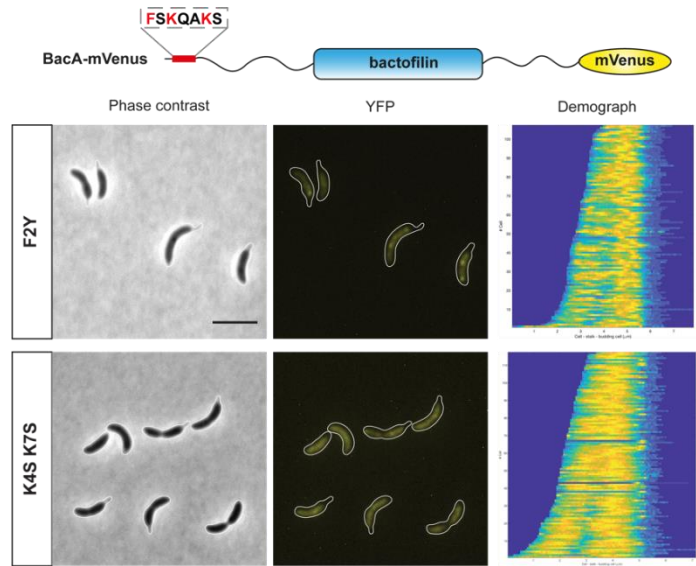 FSKQAKS
BacA-mVenus
bactofilin
mVenus
Phase contrast
YFP
Demograph
F2Y
K4S K7S